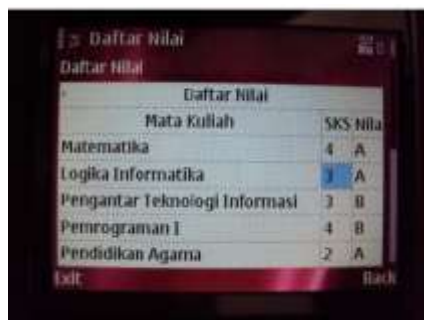 Daftar Nilai
Daftar Nilai
Daftar Nilai
Mata Kuliah SKS Nilai
Matematika 4 A
Logika Informatika 3 A
Pengantar Teknologi Informasi 3 B
Pemrograman I 4 B
Pendidikan Agama 2 A
Exit Back